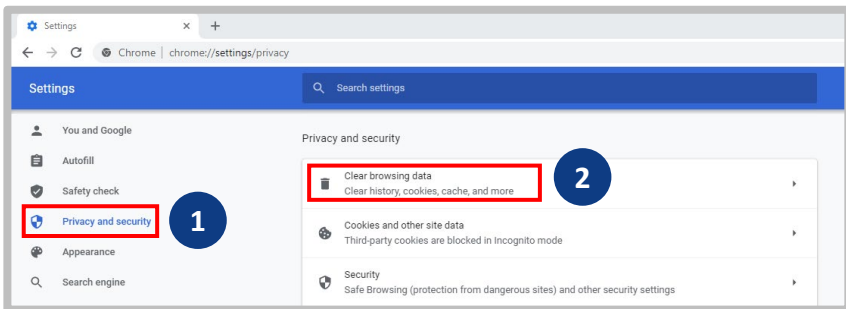 Settings
Chrome | chrome://settings/privacy
Settings
Search settings
You and Google
Autofill
Safety check
Privacy and security
1
Appearance
Search engine
Privacy and security
Clear browsing data
Clear history, cookies, cache, and more
2
Cookies and other site data
Third-party cookies are blocked in Incognito mode
Security
Safe Browsing (protection from dangerous sites) and other security settings